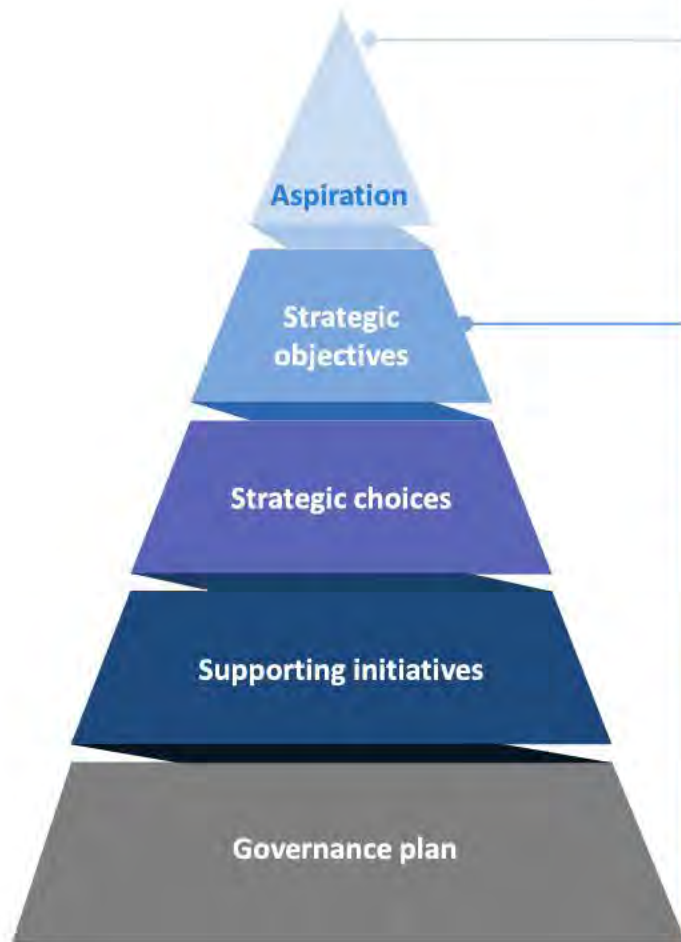 Aspiration
Strategic
objectives
Strategic choices
Supporting initiatives
Governance plan